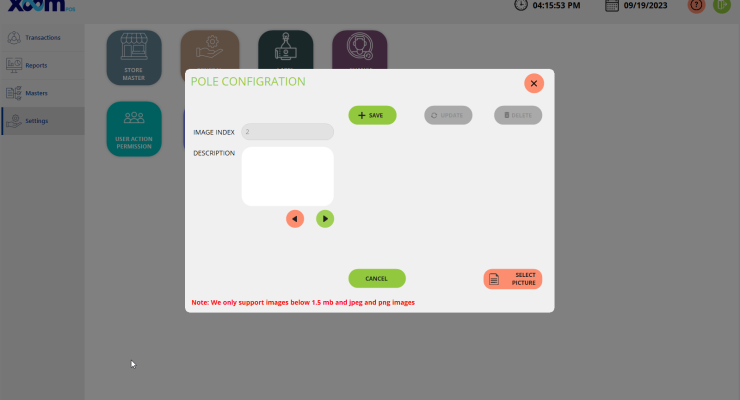 xoom POS
04:15:53 PM
09/19/2023
Transactions
Reports
Masters
Settings
STORE
MASTER
USER ACTION
PERMISSION
POLE CONFIGRATION
SAVE
UPDATE
DELETE
IMAGE INDEX
2
DESCRIPTION
CANCEL
SELECT
PICTURE
Note: We only support images below 1.5 mb and jpeg and png images